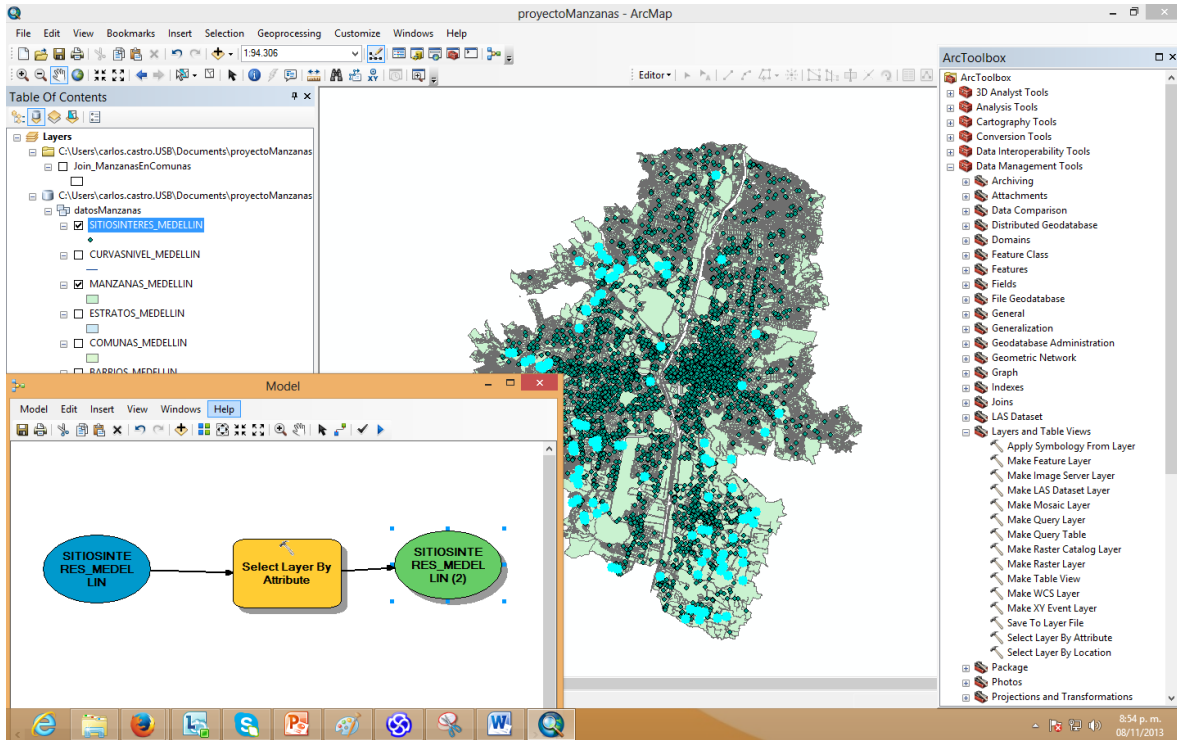 proyectoManzanas - ArcMap
File Edit View Bookmarks Insert Selection Geoprocessing Customize Windows Help
1:94.306
Editor
Table Of Contents
Layers
C:\Users\carlos.castro.USB\Documents\proyectoManzanas
Join_ManzanasEnComunas
C:\Users\carlos.castro.USB\Documents\proyectoManzanas
datosManzanas
SITIOSINTERES_MEDELLIN
CURVASNIVEL_MEDELLIN
MANZANAS_MEDELLIN
ESTRATOS_MEDELLIN
COMUNAS_MEDELLIN
BARRIOS_MEDELLIN
Model
Model Edit Insert View Windows Help
SITIOSINTE
RES_MEDEL
LIN
Select Layer By
Attribute
SITIOSINTE
RES_MEDEL
LIN (2)
ArcToolbox
ArcToolbox
3D Analyst Tools
Analysis Tools
Cartography Tools
Conversion Tools
Data Interoperability Tools
Data Management Tools
Archiving
Attachments
Data Comparison
Distributed Geodatabase
Domains
Feature Class
Features
Fields
File Geodatabase
General
Generalization
Geodatabase Administration
Geometric Network
Graph
Indexes
Joins
LAS Dataset
Layers and Table Views
Apply Symbology From Layer
Make Feature Layer
Make Image Server Layer
Make LAS Dataset Layer
Make Mosaic Layer
Make Query Layer
Make Query Table
Make Raster Catalog Layer
Make Raster Layer
Make Table View
Make WCS Layer
Make XY Event Layer
Save To Layer File
Select Layer By Attribute
Select Layer By Location
Package
Photos
Projections and Transformations
8:54 p. m.
08/11/2013